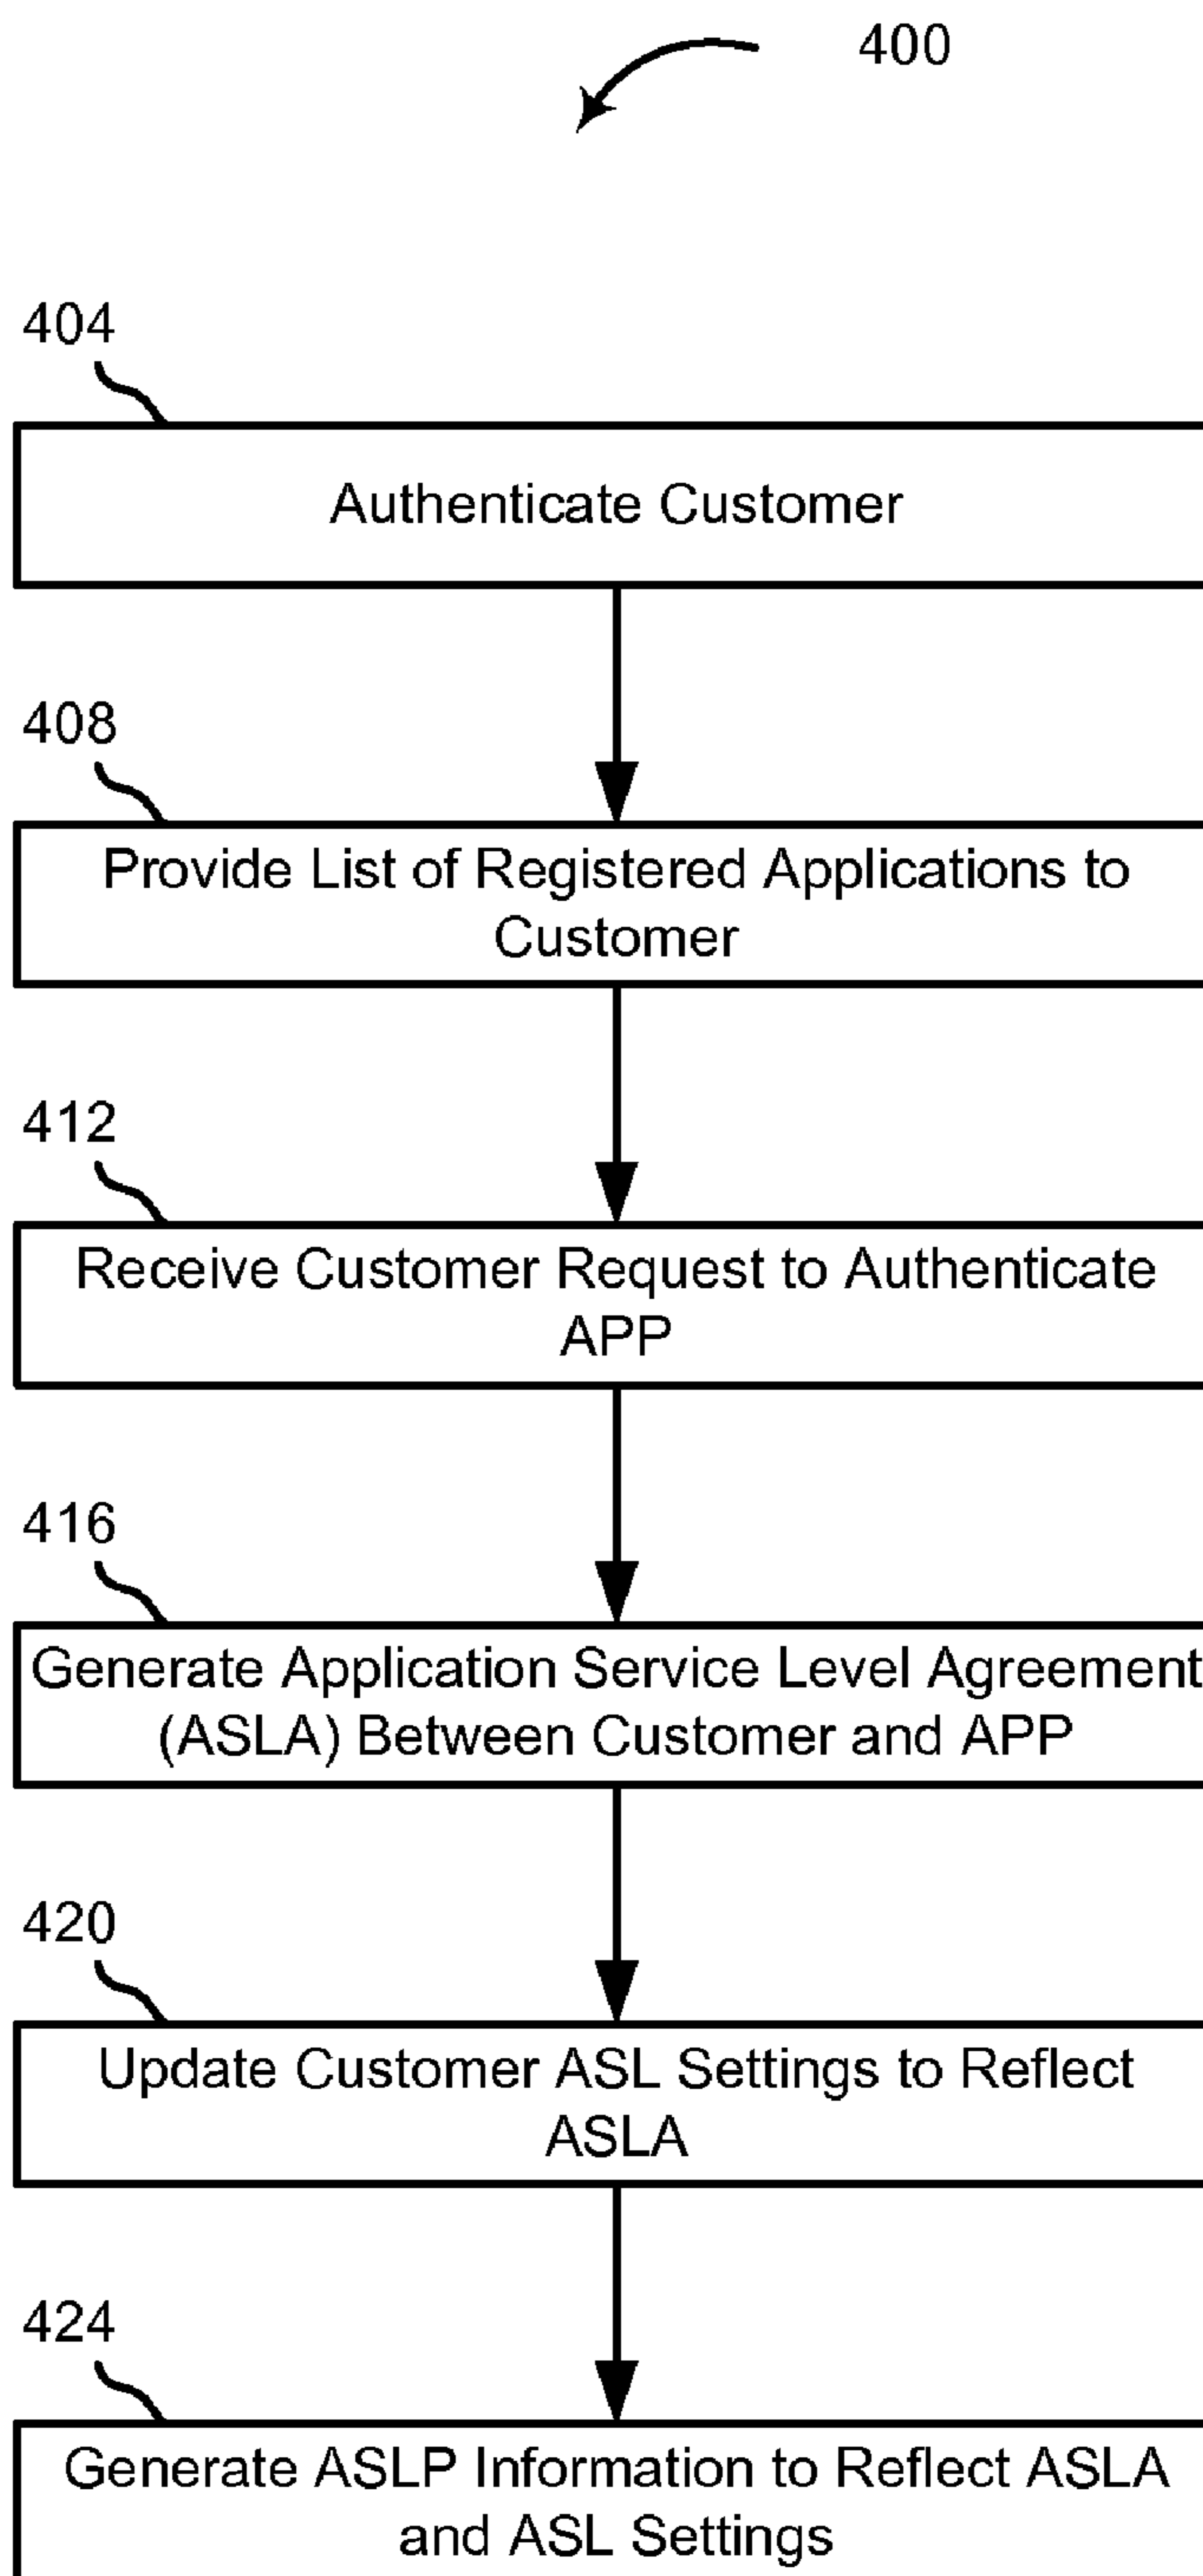 400
404
Authenticate Customer
408
Provide List of Registered Applications to
Customer
412
Receive Customer Request to Authenticate
APP
416
Generate Application Service Level Agreement
(ASLA) Between Customer and APP
420
Update Customer ASL Settings to Reflect
ASLA
424
Generate ASLP Information to Reflect ASLA
and ASL Settings